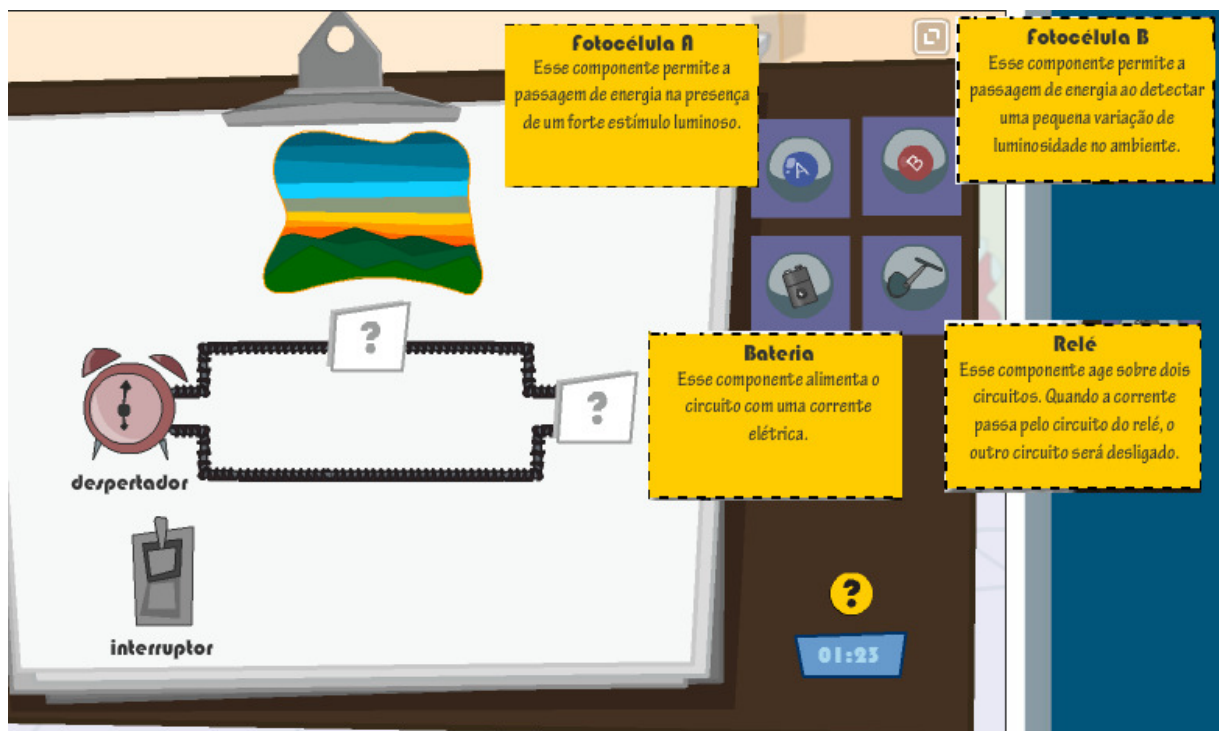 Fotocélula A
Esse componente permite a
passagem de energia na presença
de um forte estímulo luminoso.
Fotocélula B
Esse componente permite a
passagem de energia ao detectar
uma pequena variação de
luminosidade no ambiente.
A
B
?
?
Bateria
Esse componente alimenta o
circuito com uma corrente
elétrica.
Relé
Esse componente age sobre dois
circuitos. Quando a corrente
passa pelo circuito do relé, o
outro circuito será desligado.
despertador
interruptor
?
01:23